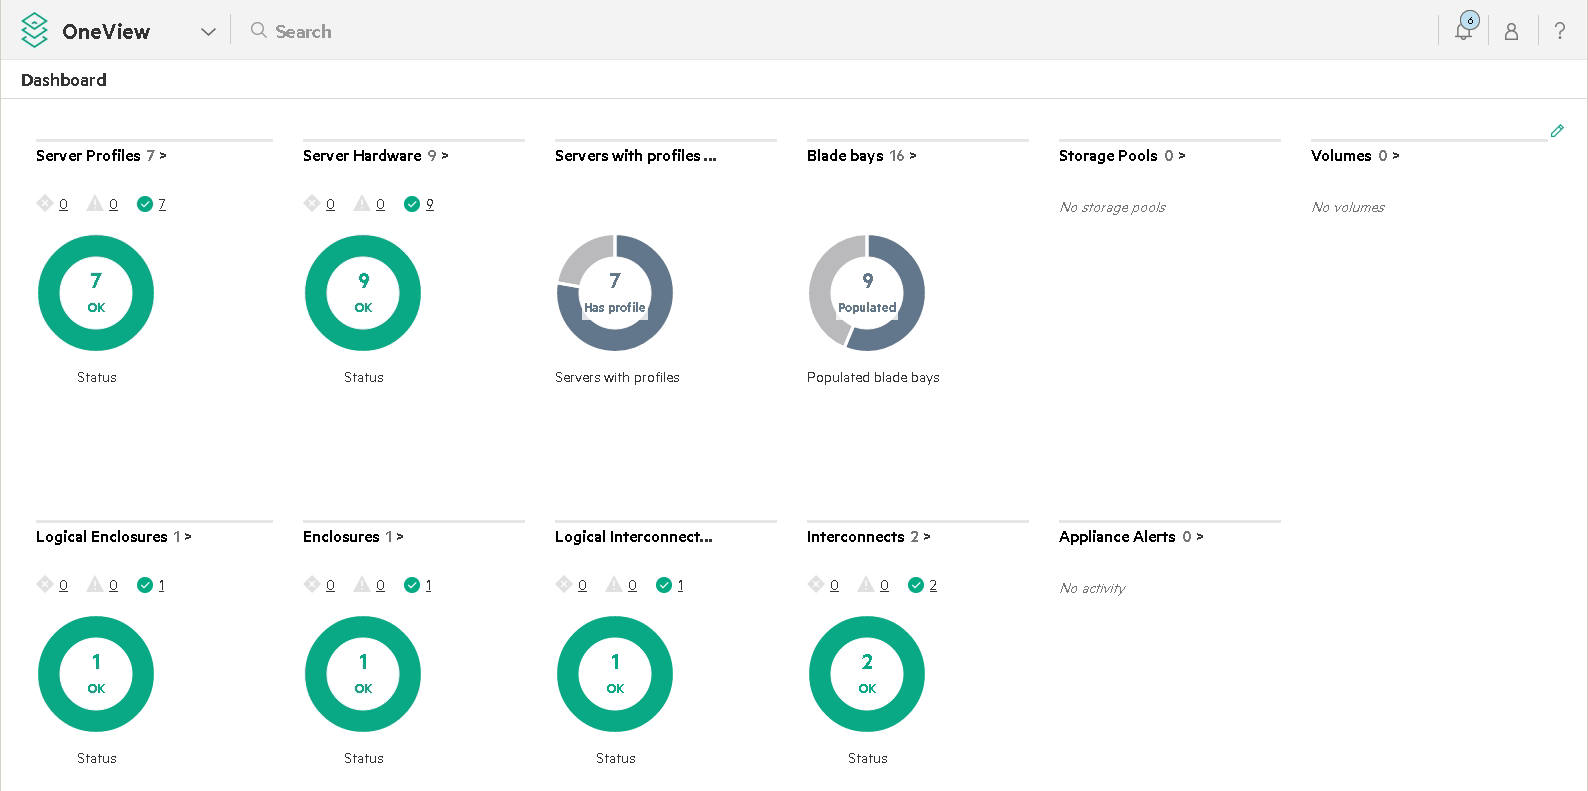 OneView
Search
6
?
Dashboard
Server Profiles 7 >
Server Hardware 9 >
Servers with profiles ...
Blade bays 16 >
Storage Pools 0 >
Volumes 0 >
0 0 7
0 0 9
No storage pools
No volumes
7
OK
9
OK
7
Has profile
9
Populated
Status
Status
Servers with profiles
Populated blade bays
Logical Enclosures 1 >
Enclosures 1 >
Logical Interconnect...
Interconnects 2 >
Appliance Alerts 0 >
0 0 1
0 0 1
0 0 1
0 0 2
No activity
1
OK
1
OK
1
OK
2
OK
Status
Status
Status
Status